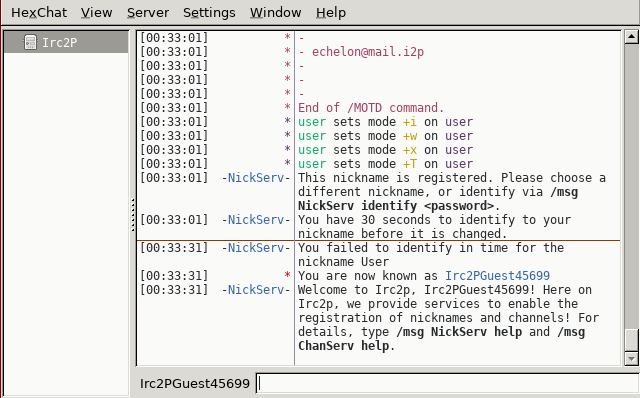 HexChat View Server Settings Window Help
Irc2P
[00:33:01] * -
[00:33:01] * - echelon@mail.i2p
[00:33:01] * -
[00:33:01] * -
[00:33:01] * -
[00:33:01] * End of /MOTD command.
[00:33:01] * user sets mode +i on user
[00:33:01] * user sets mode +w on user
[00:33:01] * user sets mode +x on user
[00:33:01] * user sets mode +T on user
[00:33:01] -NickServ- This nickname is registered. Please choose a
different nickname, or identify via /msg
NickServ identify <password>.
[00:33:01] -NickServ- You have 30 seconds to identify to your
nickname before it is changed.
[00:33:31] -NickServ- You failed to identify in time for the
nickname User
[00:33:31] * You are now known as Irc2PGuest45699
[00:33:31] -NickServ- Welcome to Irc2p, Irc2PGuest45699! Here on
Irc2p, we provide services to enable the
registration of nicknames and channels! For
details, type /msg NickServ help and /msg
ChanServ help.
Irc2PGuest45699